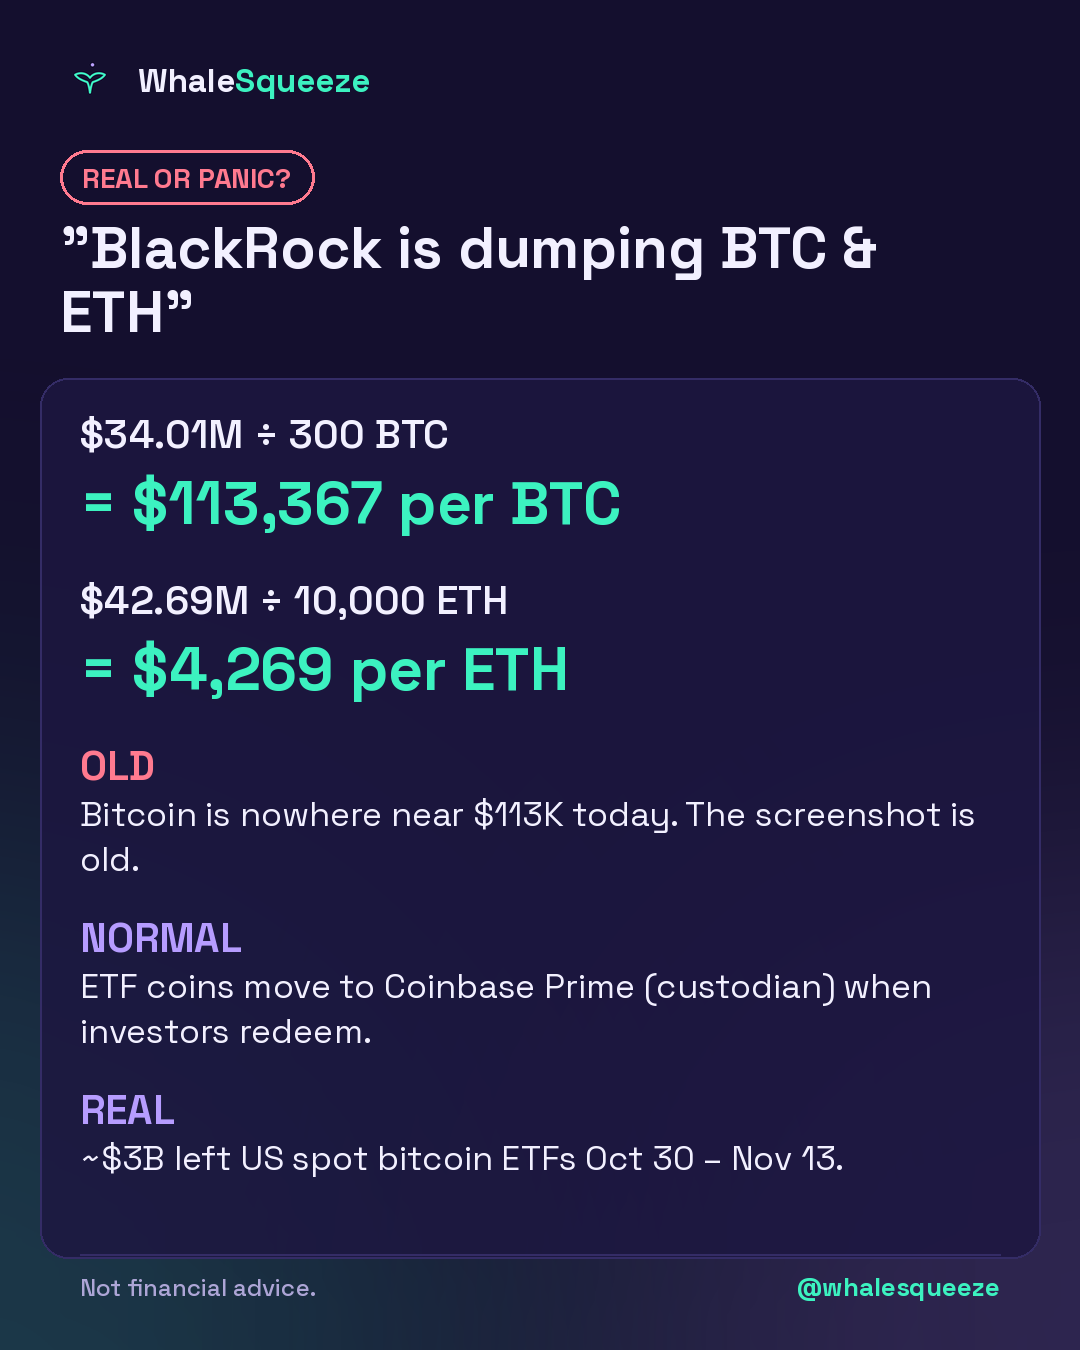 WhaleSqueeze
REAL OR PANIC?
”BlackRock is dumping BTC &
ETH”
$34.01M ÷ 300 BTC
= $113,367 per BTC
$42.69M ÷ 10,000 ETH
= $4,269 per ETH
OLD
Bitcoin is nowhere near $113K today. The screenshot is
old.
NORMAL
ETF coins move to Coinbase Prime (custodian) when
investors redeem.
REAL
~$3B left US spot bitcoin ETFs Oct 30 – Nov 13.
Not financial advice.
@whalesqueeze